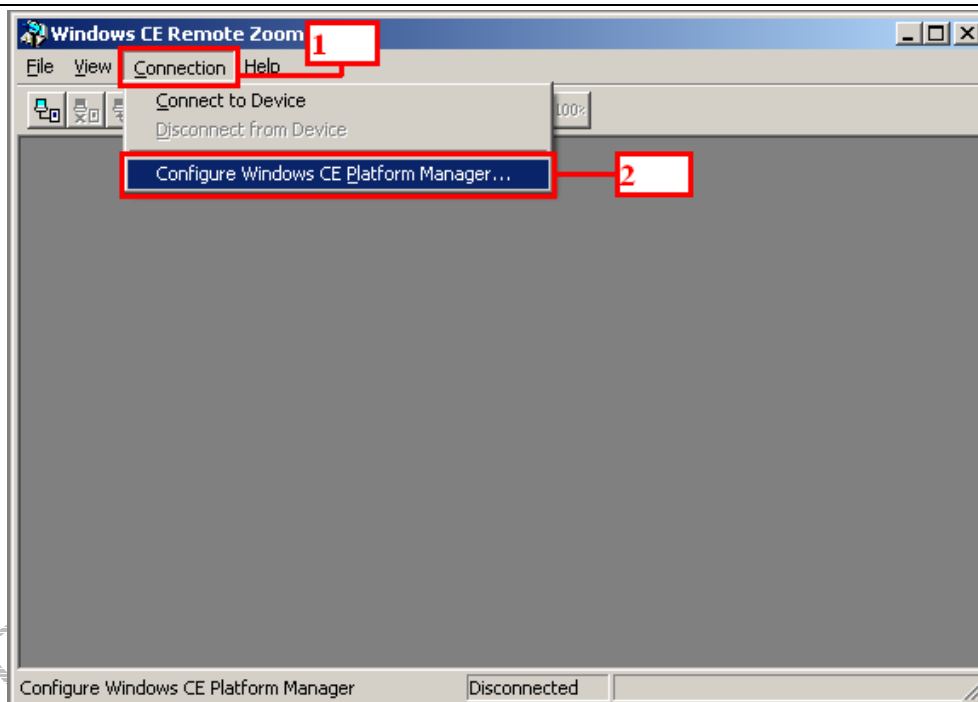 Windows CE Remote Zoom
1
File View Connection Help
100%
Connect to Device
Disconnect from Device
Configure Windows CE Platform Manager...
2
Configure Windows CE Platform Manager
Disconnected